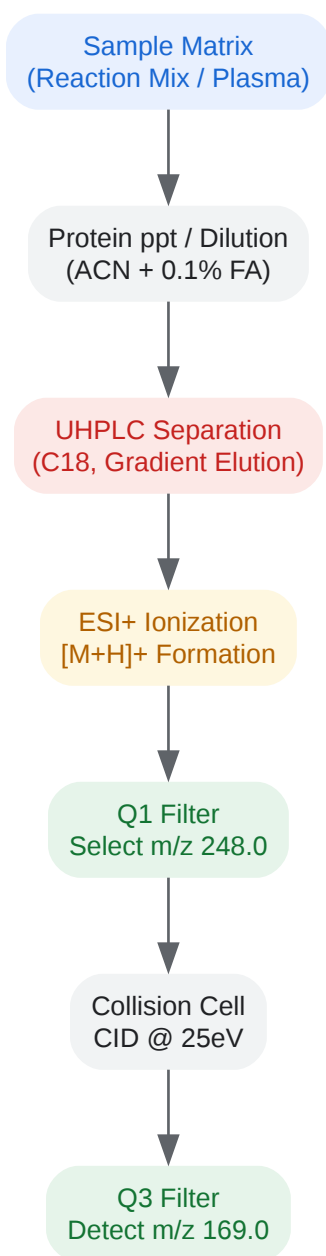 Sample Matrix
(Reaction Mix / Plasma)
Protein ppt / Dilution
(ACN + 0.1% FA)
UHPLC Separation
(C18, Gradient Elution)
ESI+ Ionization
[M+H]+ Formation
Q1 Filter
Select m/z 248.0
Collision Cell
CID @ 25eV
Q3 Filter
Detect m/z 169.0